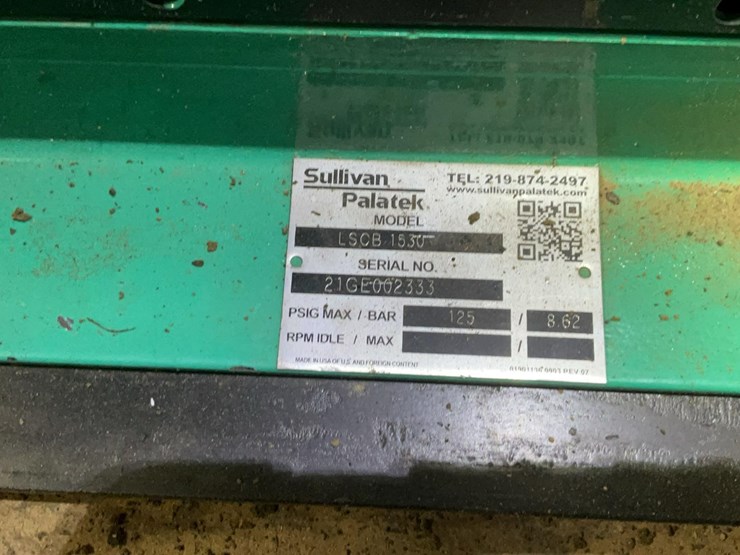 Sullivan
Palatek
TEL: 219-874-2497
www.sullivanpalatek.com
MODEL
LSCB 1530
SERIAL NO.
21GE002333
PSIG MAX / BAR 125 / 8.62
RPM IDLE / MAX /
MADE IN USA OF U.S. AND FOREIGN CONTENT